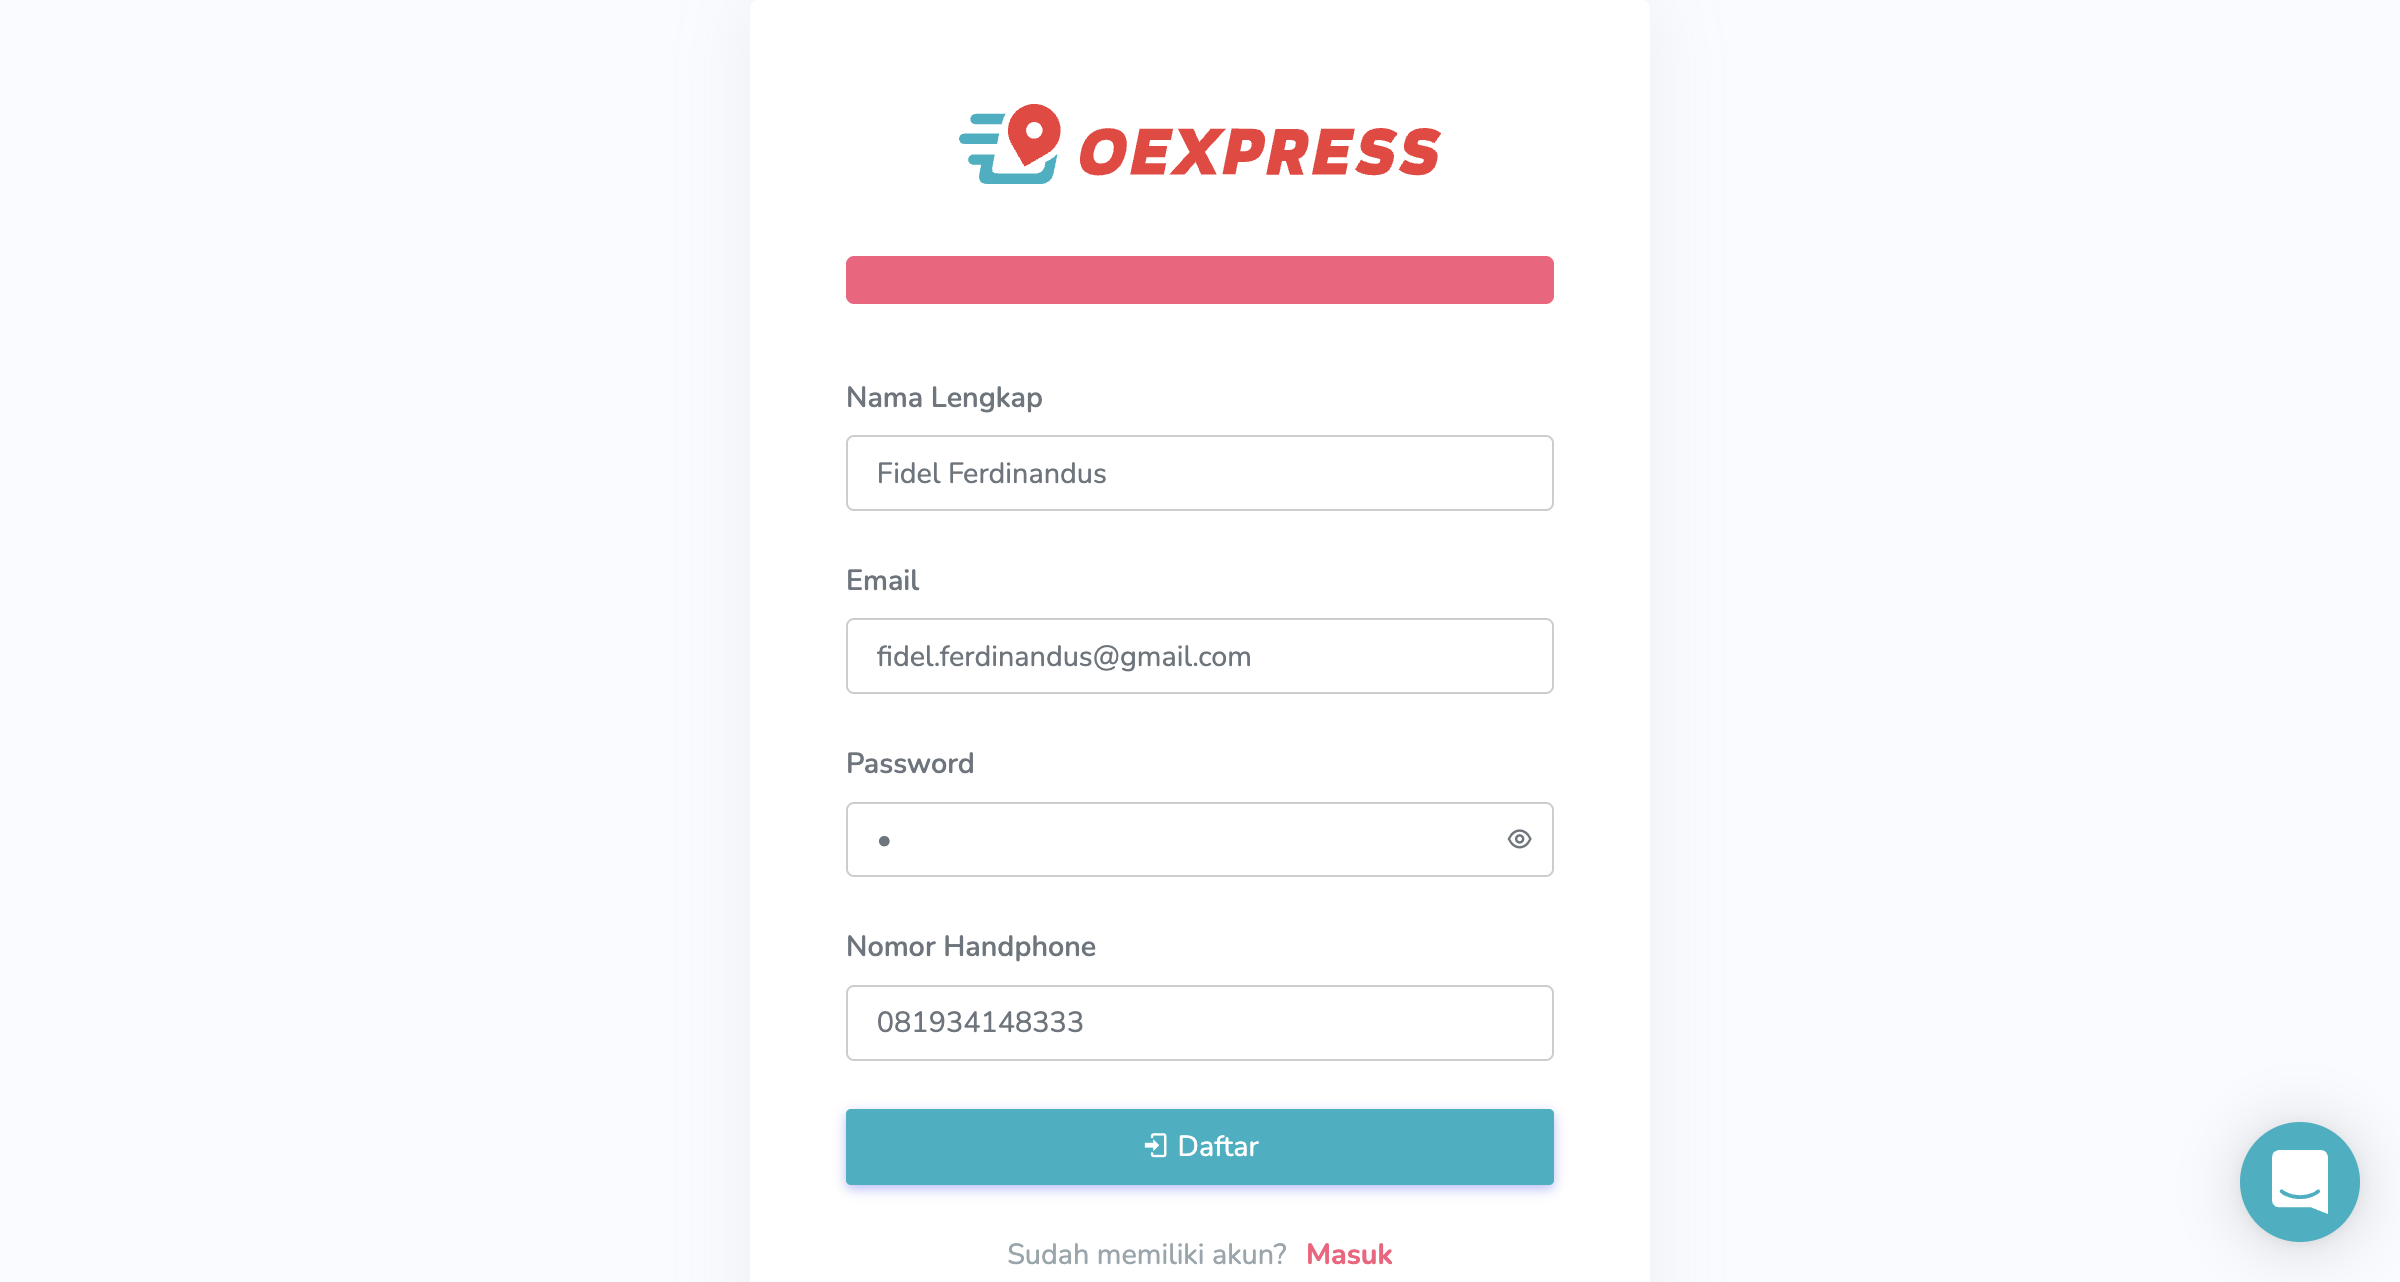 OEXPRESS
Nama Lengkap
Fidel Ferdinandus
Email
fidel.ferdinandus@gmail.com
Password
Nomor Handphone
081934148333
Daftar
Sudah memiliki akun? Masuk